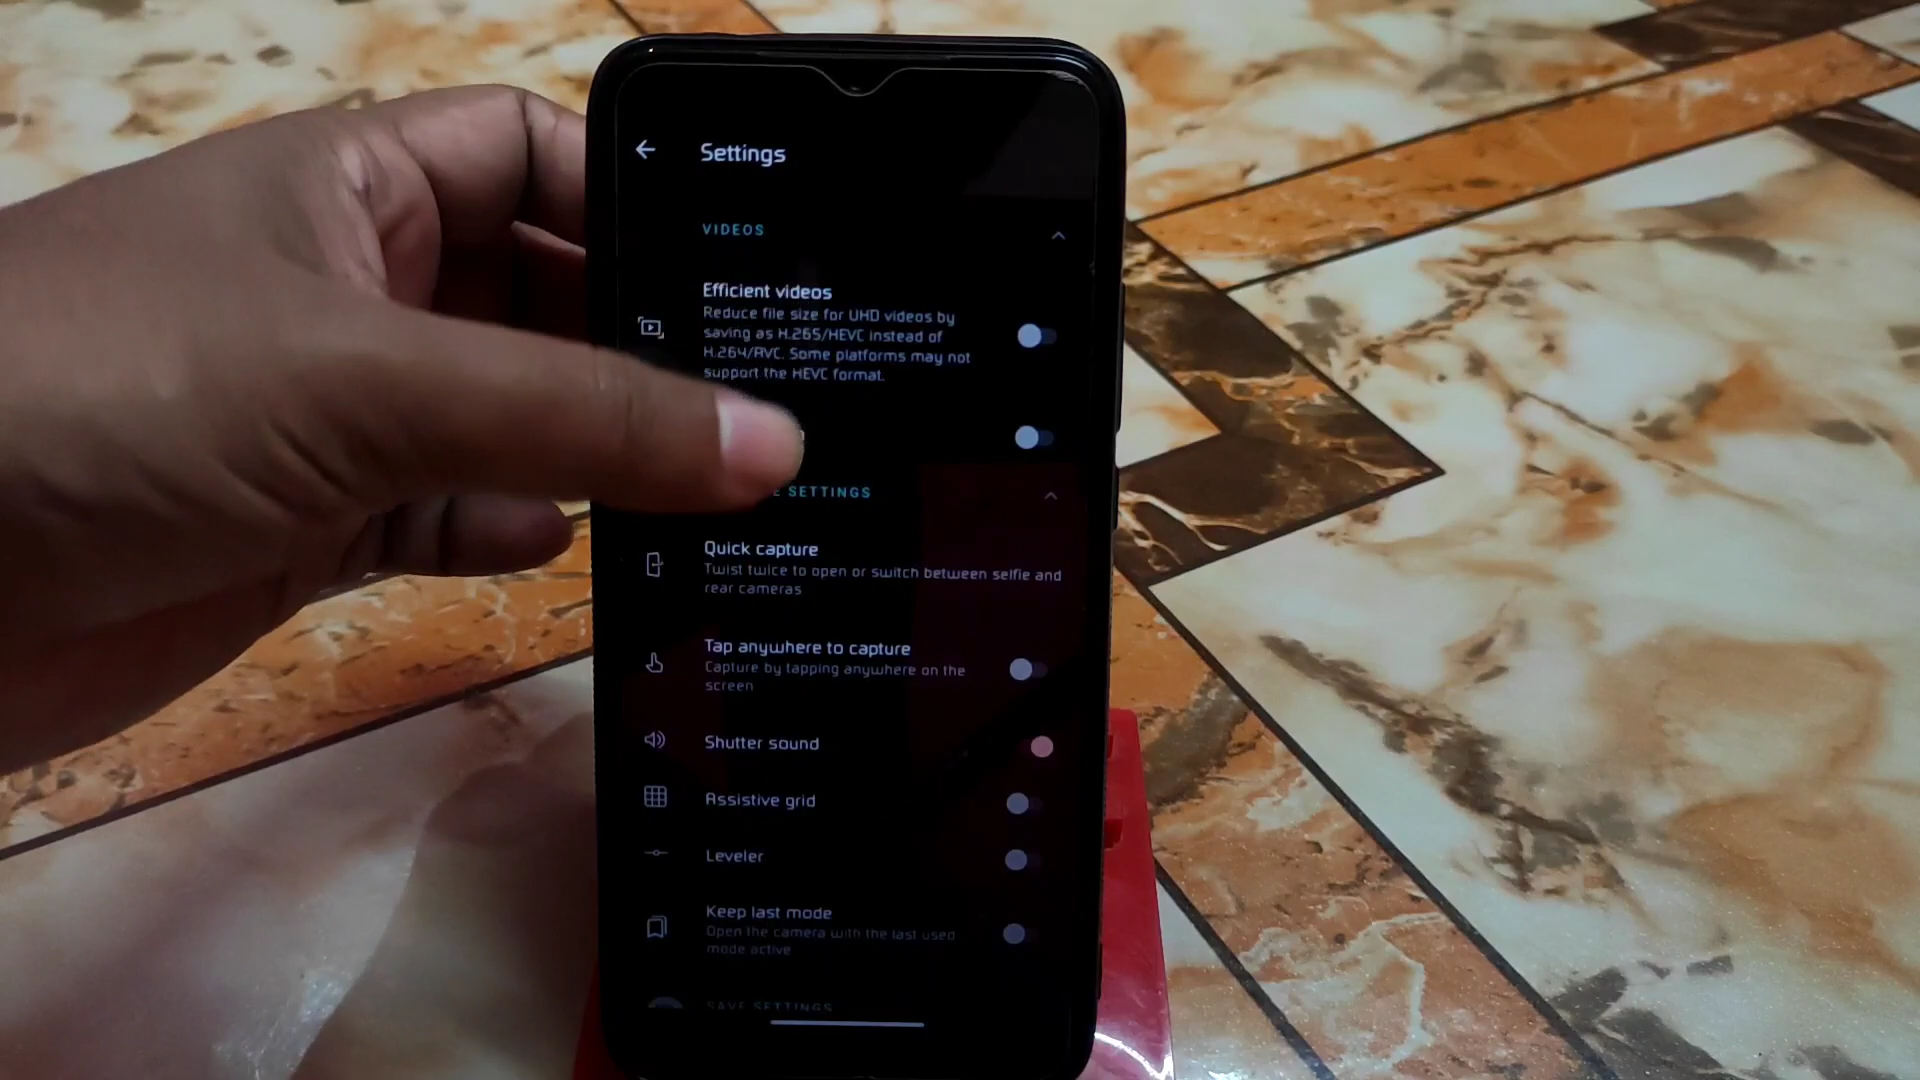 Settings
VIDEOS
Efficient videos
Reduce file size for UHD videos by
saving as H.265/HEVC instead of
H.264/AVC. Some platforms may not
support the HEVC format.
SETTINGS
Quick capture
Twist twice to open or switch between selfie and
rear cameras
Tap anywhere to capture
Capture by tapping anywhere on the
screen
Shutter sound
Assistive grid
Leveler
Keep last mode
Open the camera with the last used
mode active
SAVE SETTINGS